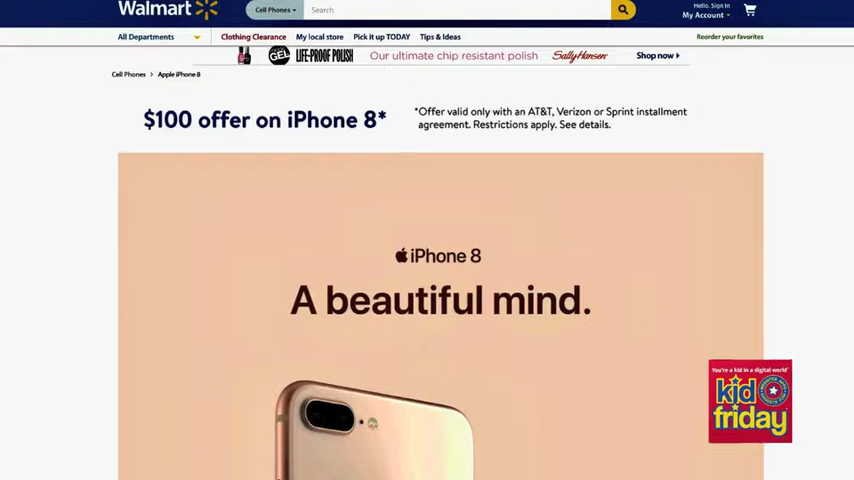 Walmart
Cell Phones
Search
Hello. Sign In
My Account
All Departments
Clothing Clearance
My local store
Pick it up TODAY
Tips & Ideas
Reorder your favorites
GEL
LIFE-PROOF POLISH
Our ultimate chip resistant polish
Sally Hansen
Shop now
Cell Phones > Apple iPhone 8
$100 offer on iPhone 8*
*Offer valid only with an AT&T, Verizon or Sprint installment
agreement. Restrictions apply. See details.
iPhone 8
A beautiful mind.
You're a kid in a digital world
kid
friday